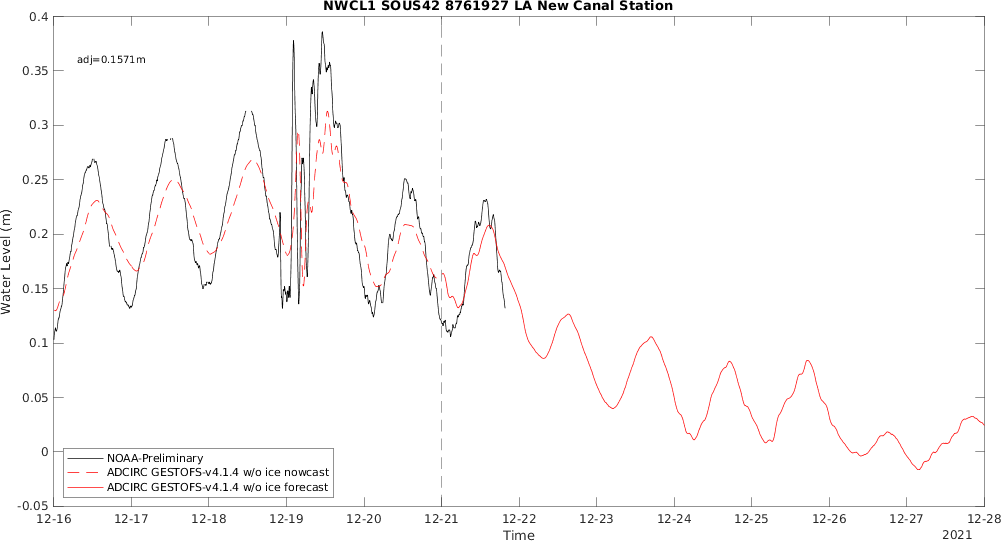 NWCL1 SOUS42 8761927 LA New Canal Station
adj=0.1571m
Water Level (m)
0.4
0.35
0.3
0.25
0.2
0.15
0.1
0.05
0
-0.05
NOAA-Preliminary
ADCIRC GESTOFS-v4.1.4 w/o ice nowcast
ADCIRC GESTOFS-v4.1.4 w/o ice forecast
12-16 12-17 12-18 12-19 12-20 12-21 12-22 12-23 12-24 12-25 12-26 12-27 12-28
Time
2021